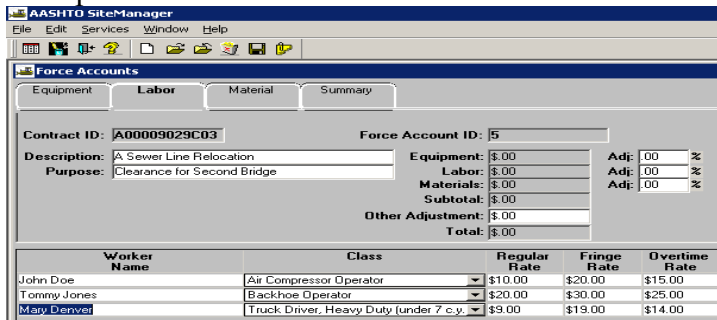 AASHTO SiteManager
File Edit Services Window Help
Force Accounts
Equipment Labor Material Summary
Contract ID: A00009029C03 Force Account ID: 5
Description: A Sewer Line Relocation Equipment: $.00 Adj: .00 %
Purpose: Clearance for Second Bridge Labor: $.00 Adj: .00 %
Materials: $.00 Adj: .00 %
Subtotal: $.00
Other Adjustment: $.00
Total: $.00
Worker Name Class Regular Rate Fringe Rate Overtime Rate
John Doe Air Compressor Operator $10.00 $20.00 $15.00
Tommy Jones Backhoe Operator $20.00 $30.00 $25.00
Mary Denver Truck Driver, Heavy Duty (under 7 c.y. $9.00 $19.00 $14.00